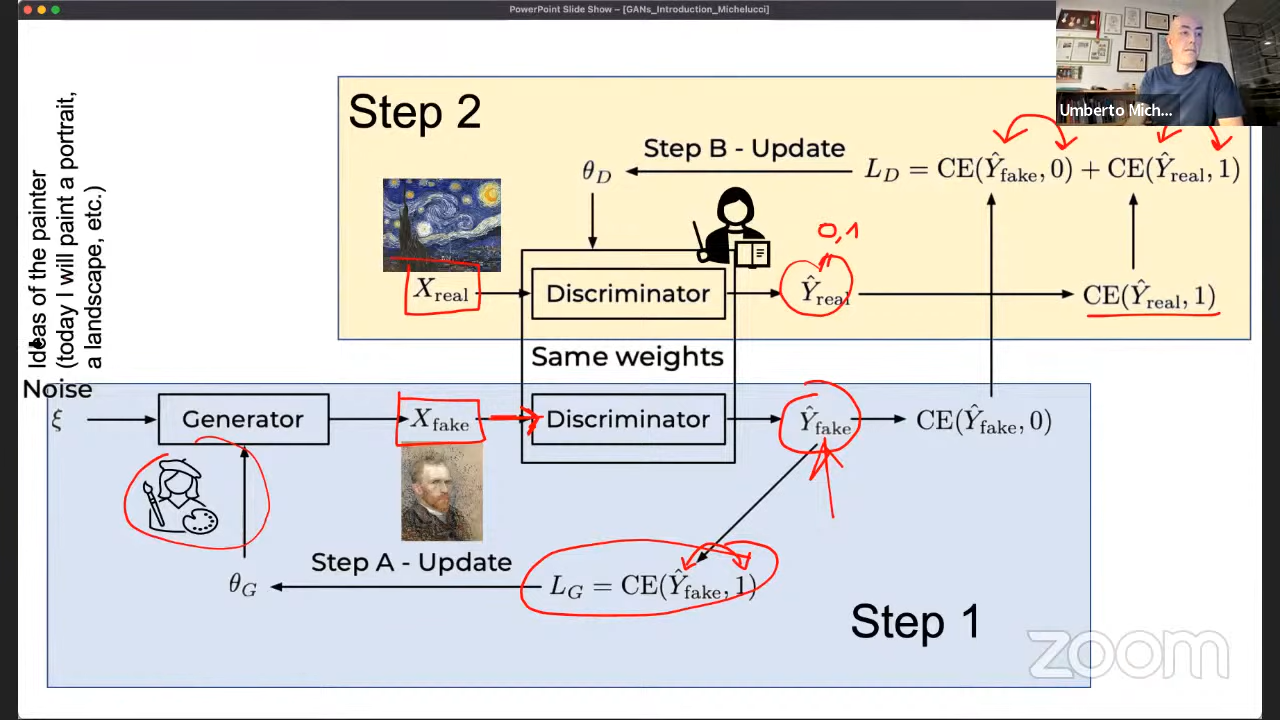 PowerPoint Slide Show – [GANs_Introduction_Michelucci]
Umberto Mich...
Ideas of the painter
(today I will paint a portrait,
a landscape, etc.)
Step 2
Step B - Update
θ_D
L_D = CE(Ŷ_fake, 0) + CE(Ŷ_real, 1)
0,1
X_real
Discriminator
Ŷ_real
CE(Ŷ_real, 1)
Same weights
Noise
ξ
Generator
X_fake
Discriminator
Ŷ_fake
CE(Ŷ_fake, 0)
Step A - Update
θ_G
L_G = CE(Ŷ_fake, 1)
Step 1
zoom